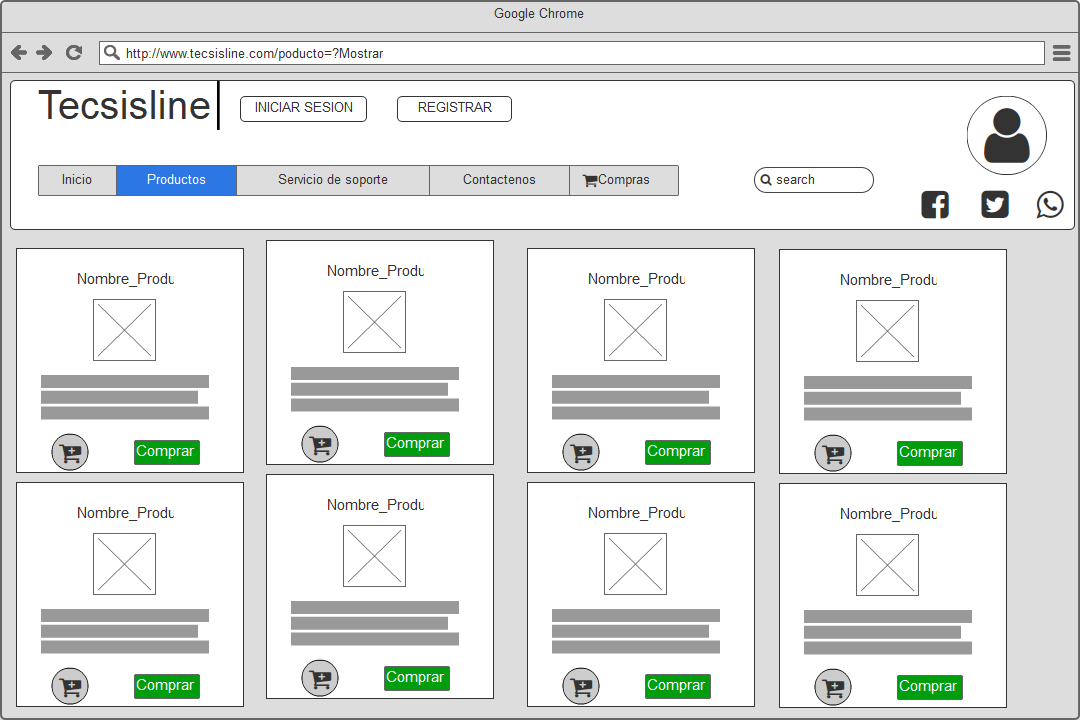 Google Chrome
http://www.tecsisline.com/poducto=?Mostrar
Tecsisline
INICIAR SESION
REGISTRAR
Inicio
Productos
Servicio de soporte
Contactenos
Compras
search
Nombre_Produ
Nombre_Produ
Nombre_Produ
Nombre_Produ
Comprar
Comprar
Comprar
Comprar
Nombre_Produ
Nombre_Produ
Nombre_Produ
Nombre_Produ
Comprar
Comprar
Comprar
Comprar